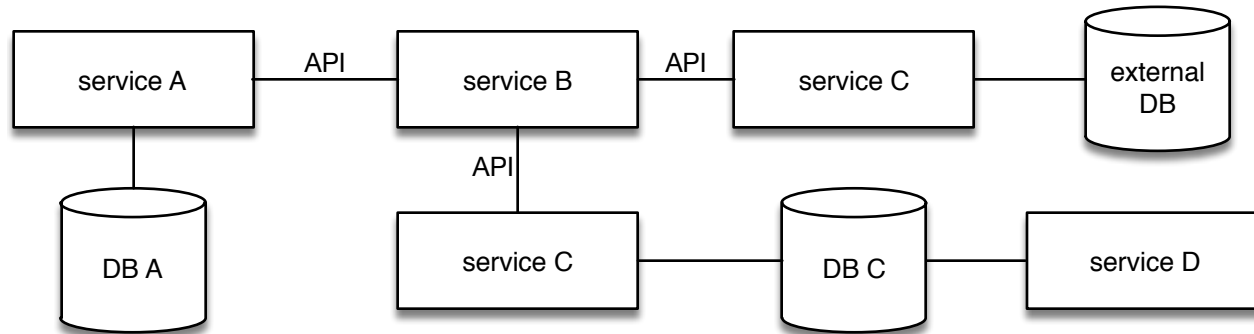 service A
API
service B
API
service C
external
DB
API
DB A
service C
DB C
service D